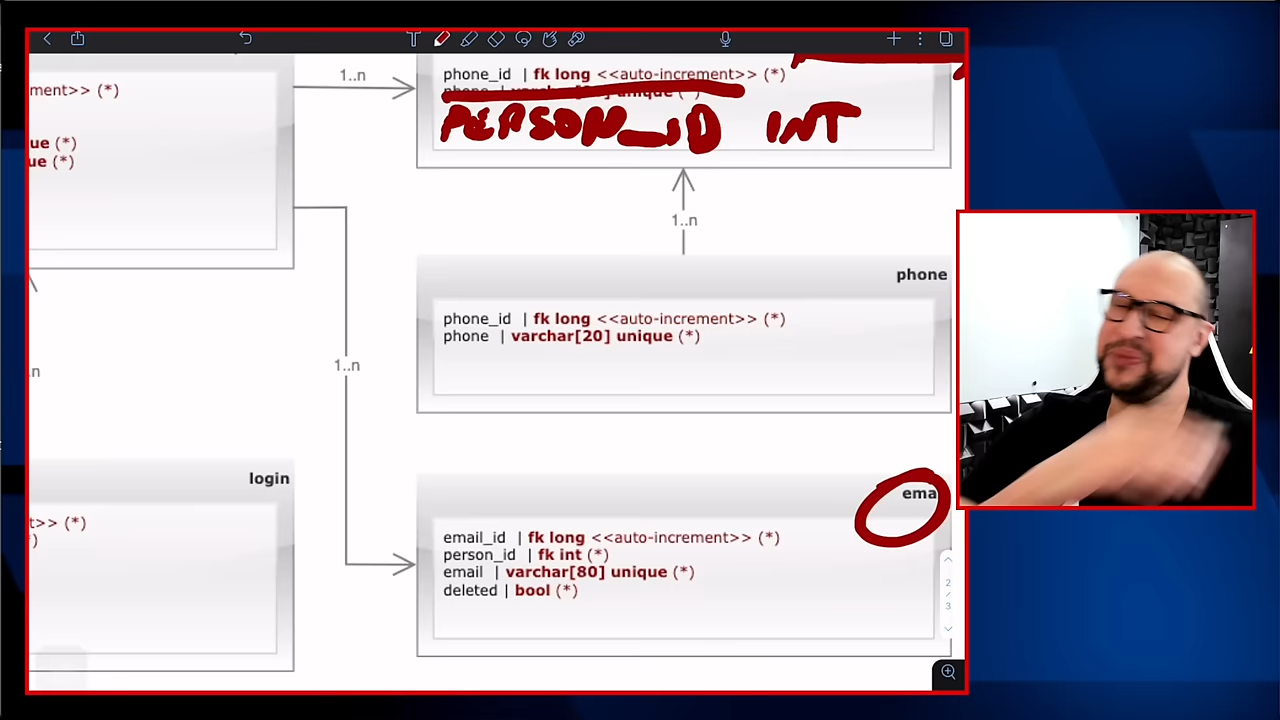 ment>> (*)
ue (*)
ue (*)
1..n
phone_id | fk long <<auto-increment>> (*)
PERSON_ID INT
1..n
phone
phone_id | fk long <<auto-increment>> (*)
phone | varchar[20] unique (*)
1..n
n
login
t>> (*)
*)
ema
email_id | fk long <<auto-increment>> (*)
person_id | fk int (*)
email | varchar[80] unique (*)
deleted | bool (*)
2
/
3